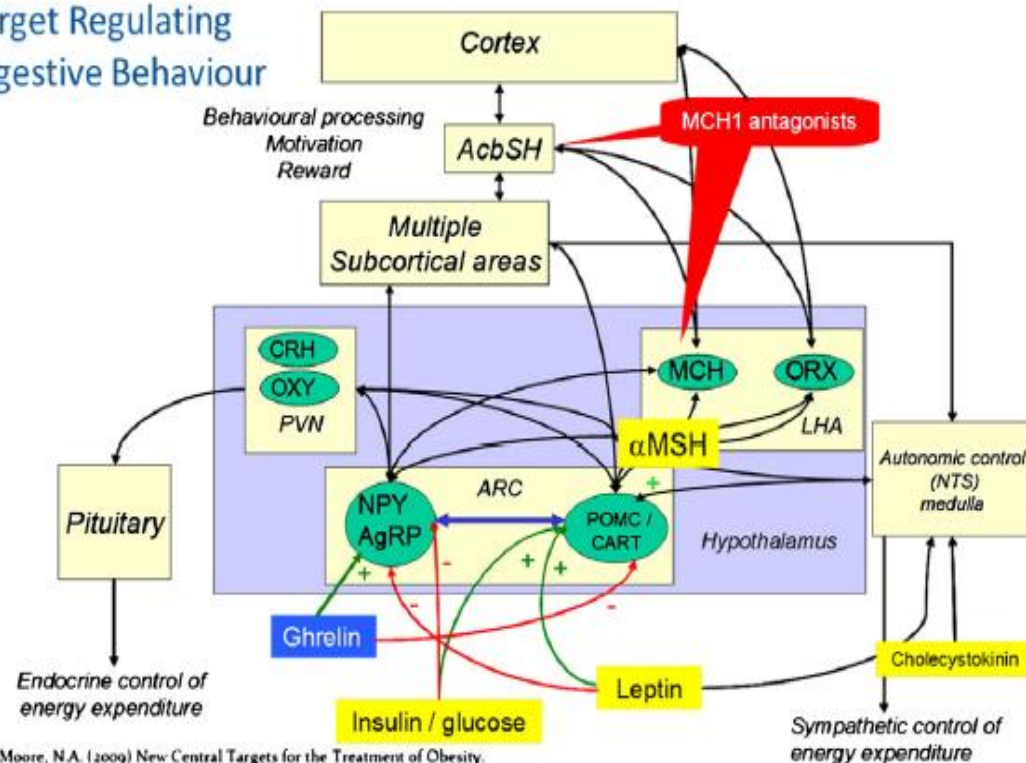 rget Regulating
gestive Behaviour
Cortex
Behavioural processing
Motivation
Reward
MCH1 antagonists
AcbSH
Multiple
Subcortical areas
CRH
OXY
PVN
MCH
ORX
LHA
αMSH
Autonomic control
(NTS)
medulla
Pituitary
NPY
AgRP
ARC
+
POMC /
CART
Hypothalamus
+
-
+
+
-
-
Ghrelin
Leptin
Cholecystokinin
Endocrine control of
energy expenditure
Insulin / glucose
Sympathetic control of
energy expenditure
Moore, N.A. (2009) New Central Targets for the Treatment of Obesity.